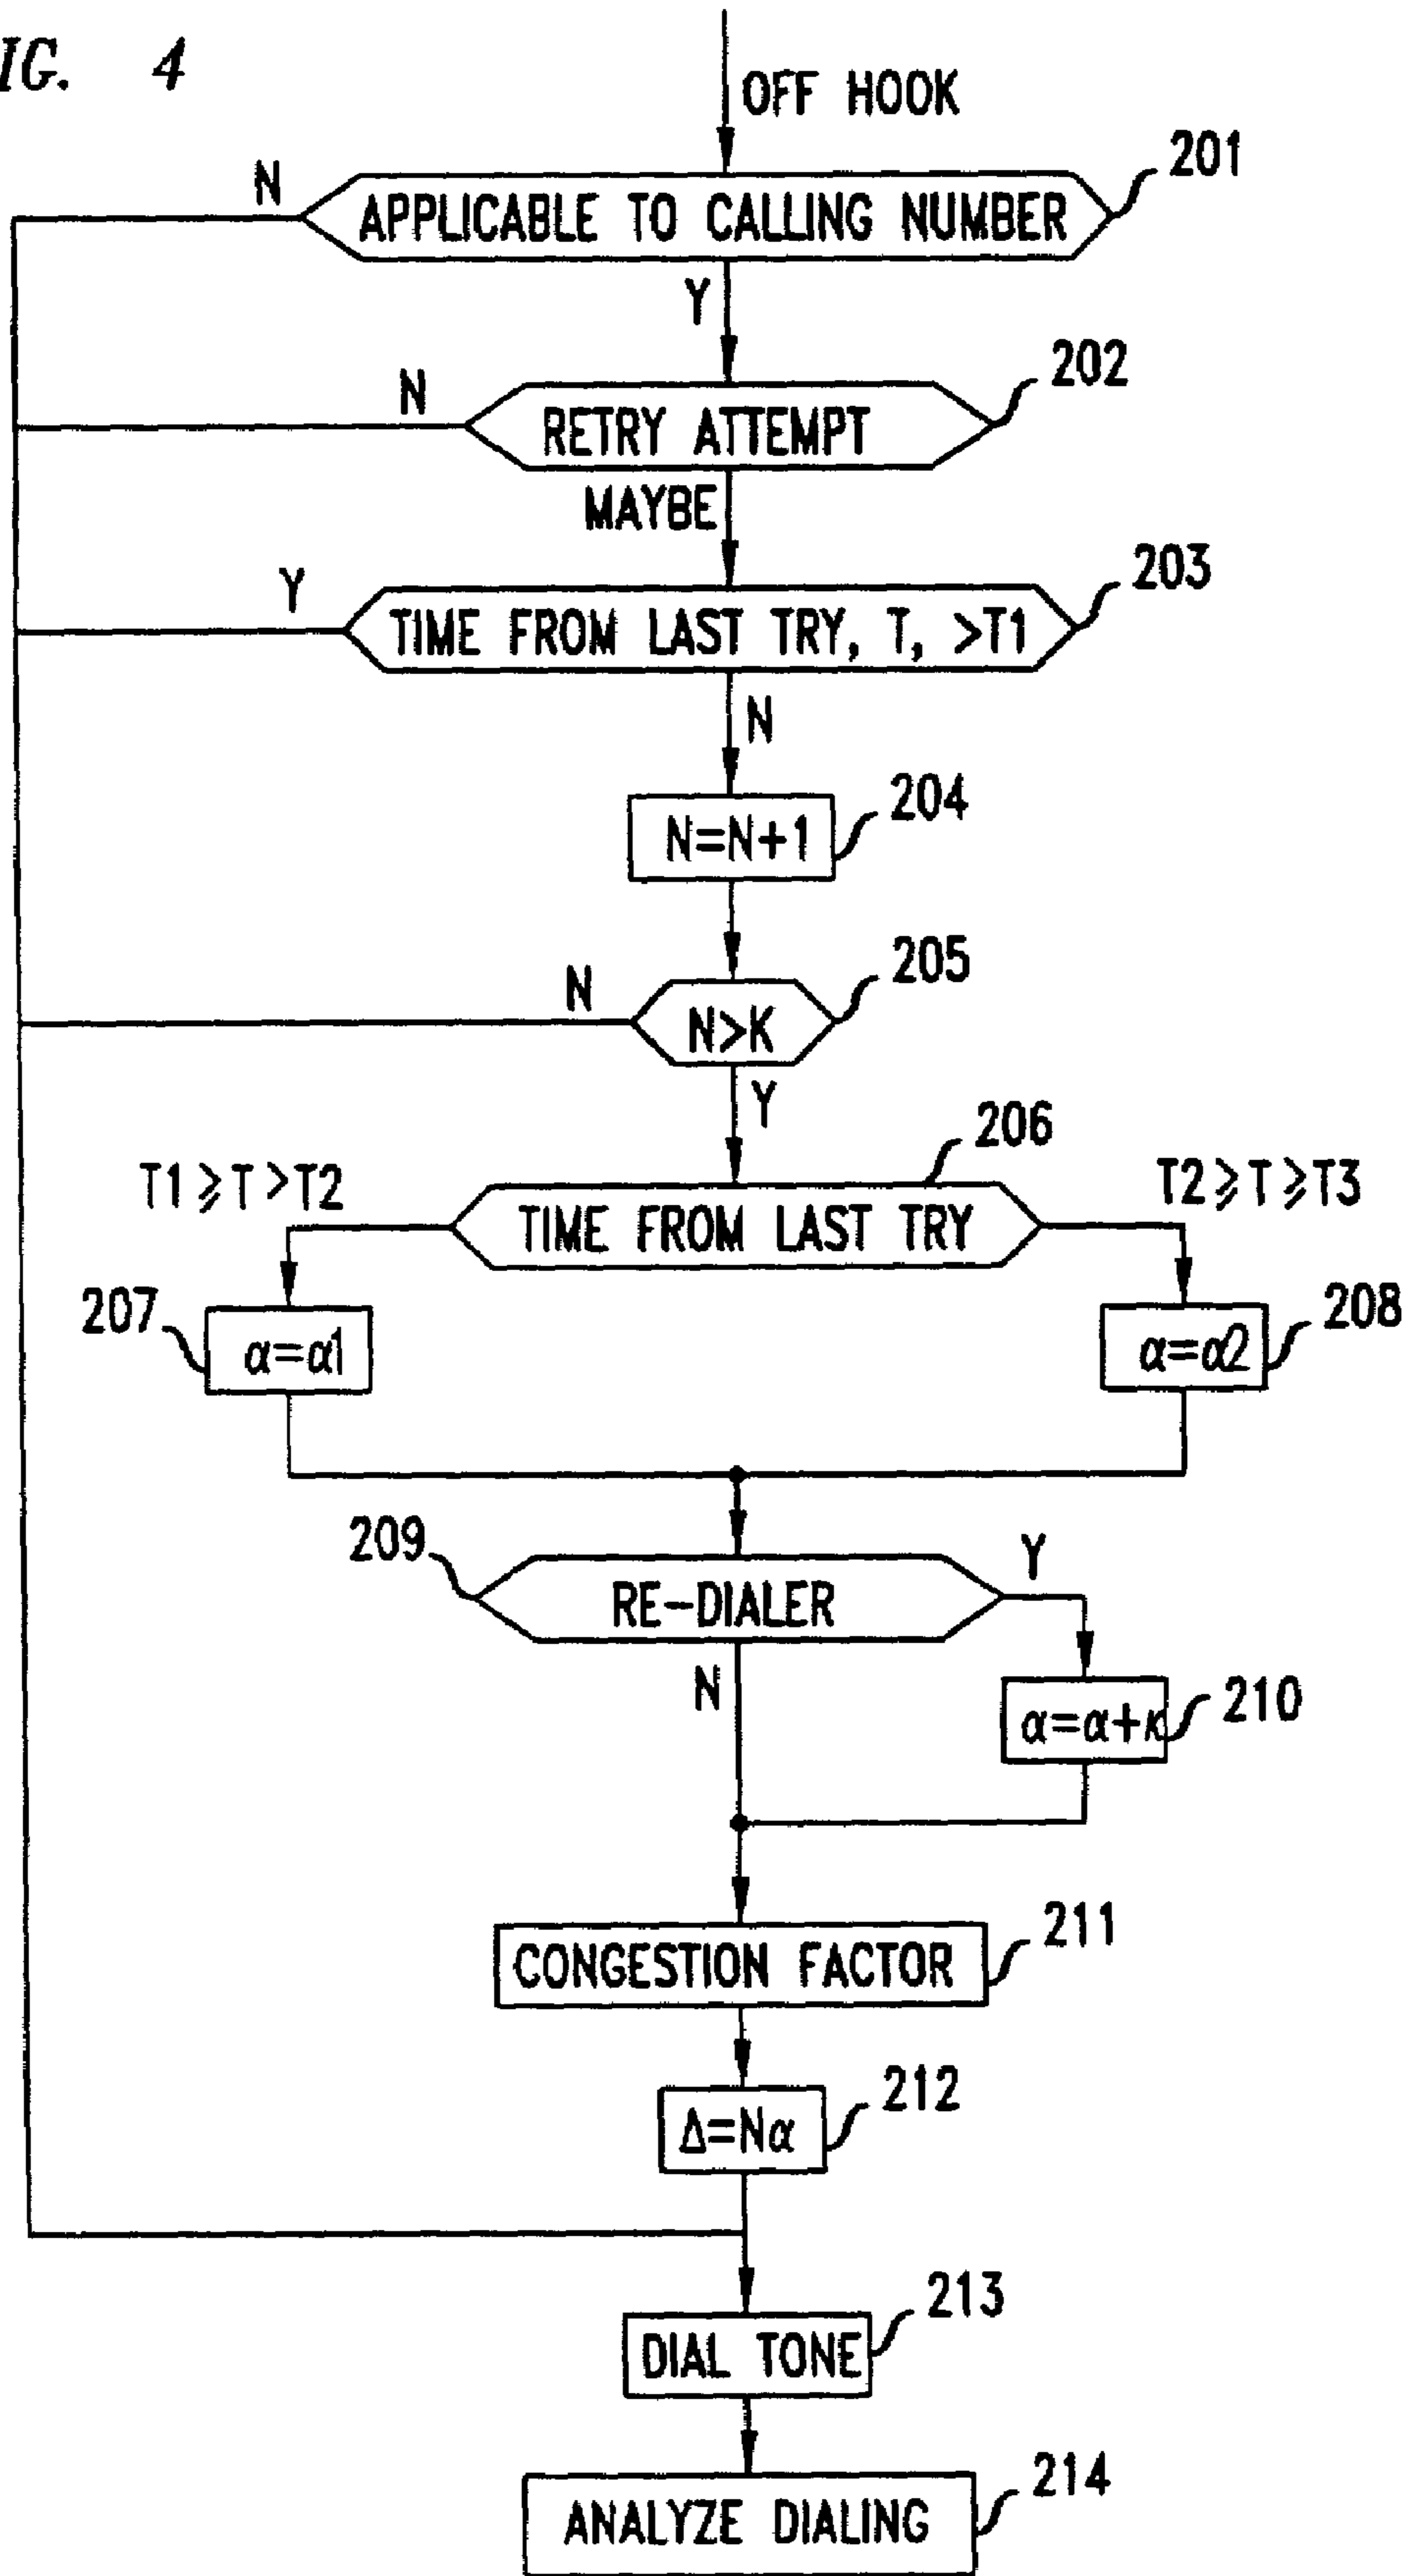 IG. 4
OFF HOOK
201
N
APPLICABLE TO CALLING NUMBER
Y
202
N
RETRY ATTEMPT
MAYBE
203
Y
TIME FROM LAST TRY, T, >T1
N
204
N=N+1
205
N
N>K
Y
206
T1⩾T>T2
T2⩾T⩾T3
TIME FROM LAST TRY
207
α=α1
208
α=α2
209
Y
RE-DIALER
N
210
α=α+κ
211
CONGESTION FACTOR
212
Δ=Nα
213
DIAL TONE
214
ANALYZE DIALING